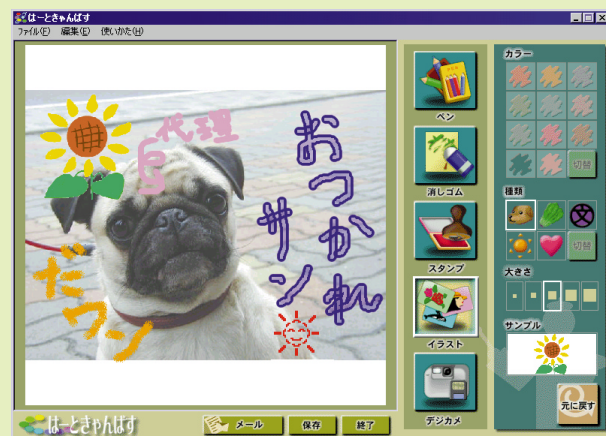 はーときゃんばす
ファイル(F) 編集(E) 使いかた(H)
代理
おつかれ
サン
だワン
ペン
消しゴム
スタンプ
イラスト
デジカメ
カラー
切替
種類
文
切替
大きさ
サンプル
元に戻す
はーときゃんばす
メール
保存
終了